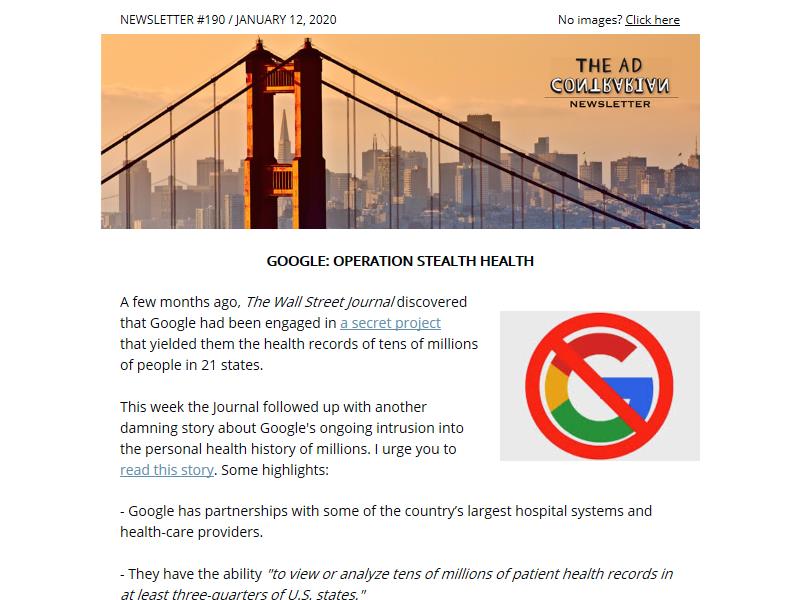 NEWSLETTER #190 / JANUARY 12, 2020
No images? Click here
THE AD
CONTRARIAN
NEWSLETTER
GOOGLE: OPERATION STEALTH HEALTH
A few months ago, The Wall Street Journal discovered
that Google had been engaged in a secret project
that yielded them the health records of tens of millions
of people in 21 states.
This week the Journal followed up with another
damning story about Google's ongoing intrusion into
the personal health history of millions. I urge you to
read this story. Some highlights:
- Google has partnerships with some of the country’s largest hospital systems and
health-care providers.
- They have the ability "to view or analyze tens of millions of patient health records in
at least three-quarters of U.S. states."